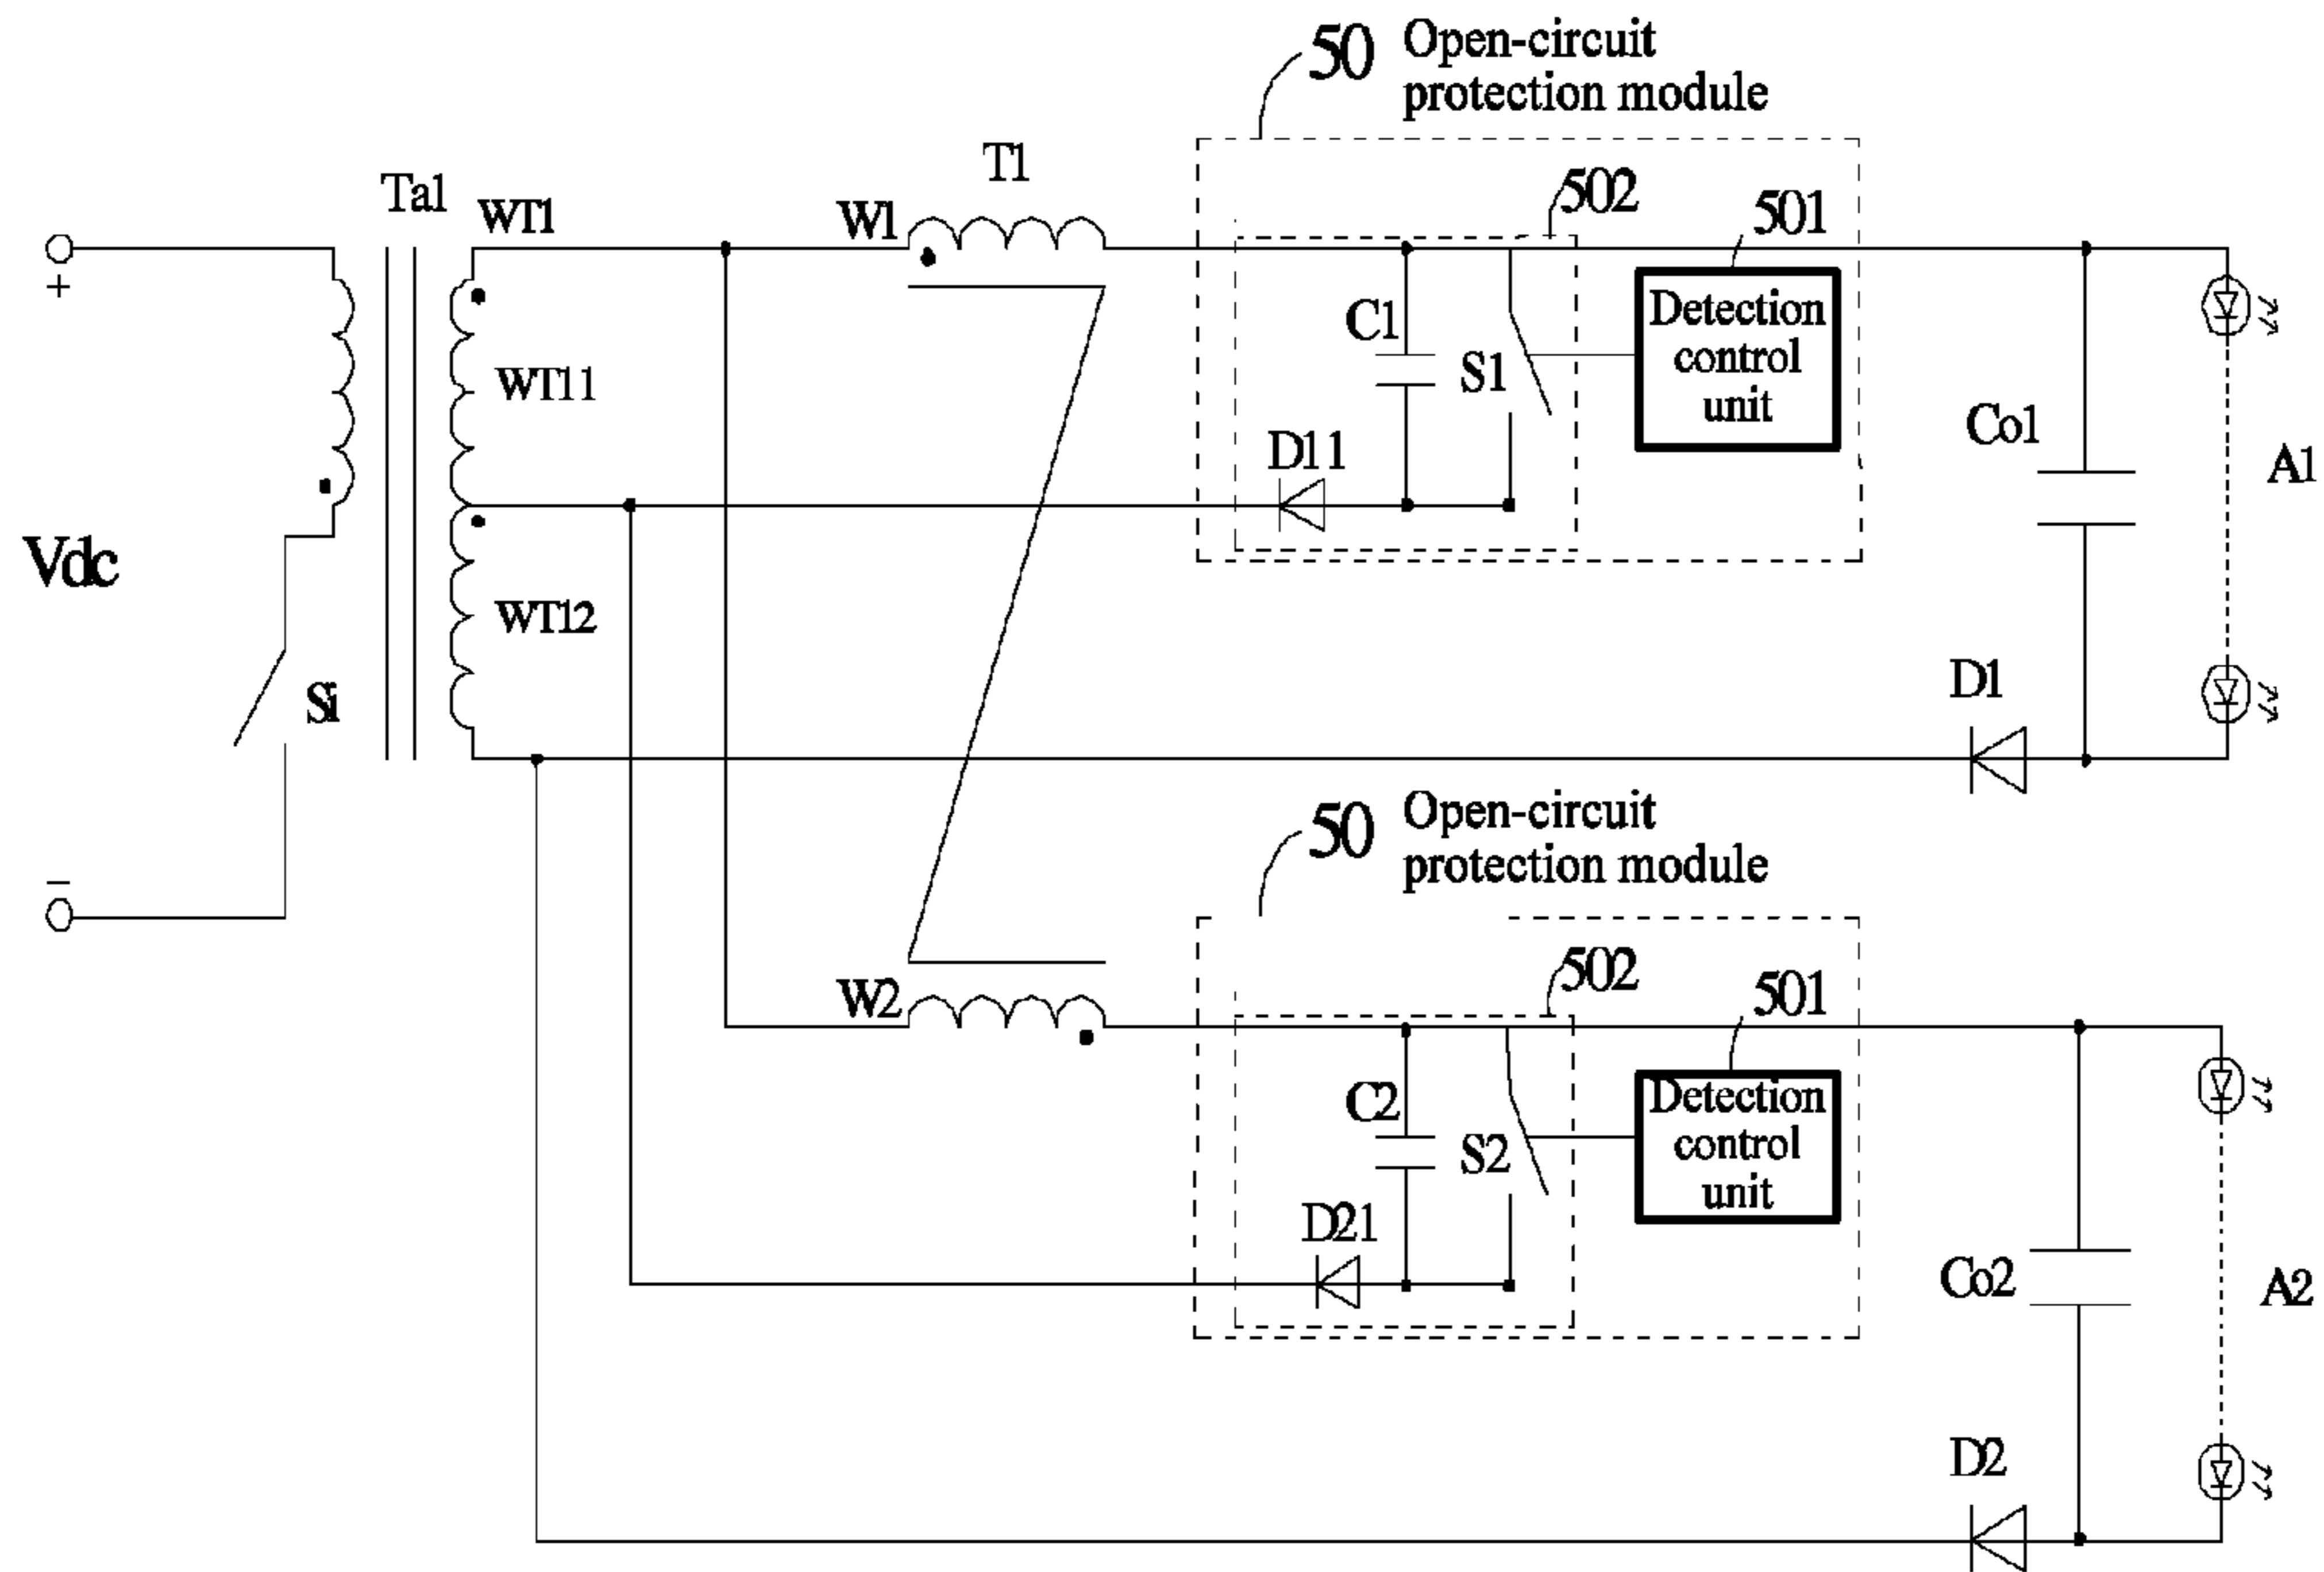 50 Open-circuit
protection module
T1
502
Ta1
WT1
W1
501
+
Detection
control
unit
C1
S1
WT11
Co1
D11
A1
Vdc
WT12
D1
Si
50 Open-circuit
protection module
−
502
W2
501
Detection
control
unit
C2
S2
D21
Co2
A2
D2